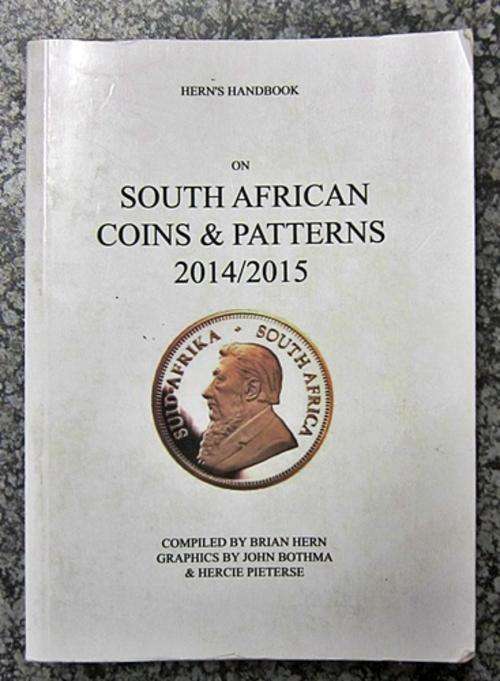 HERN'S HANDBOOK
ON
SOUTH AFRICAN
COINS & PATTERNS
2014/2015
SUID-AFRIKA · SOUTH AFRICA
COMPILED BY BRIAN HERN
GRAPHICS BY JOHN BOTHMA
& HERCIE PIETERSE